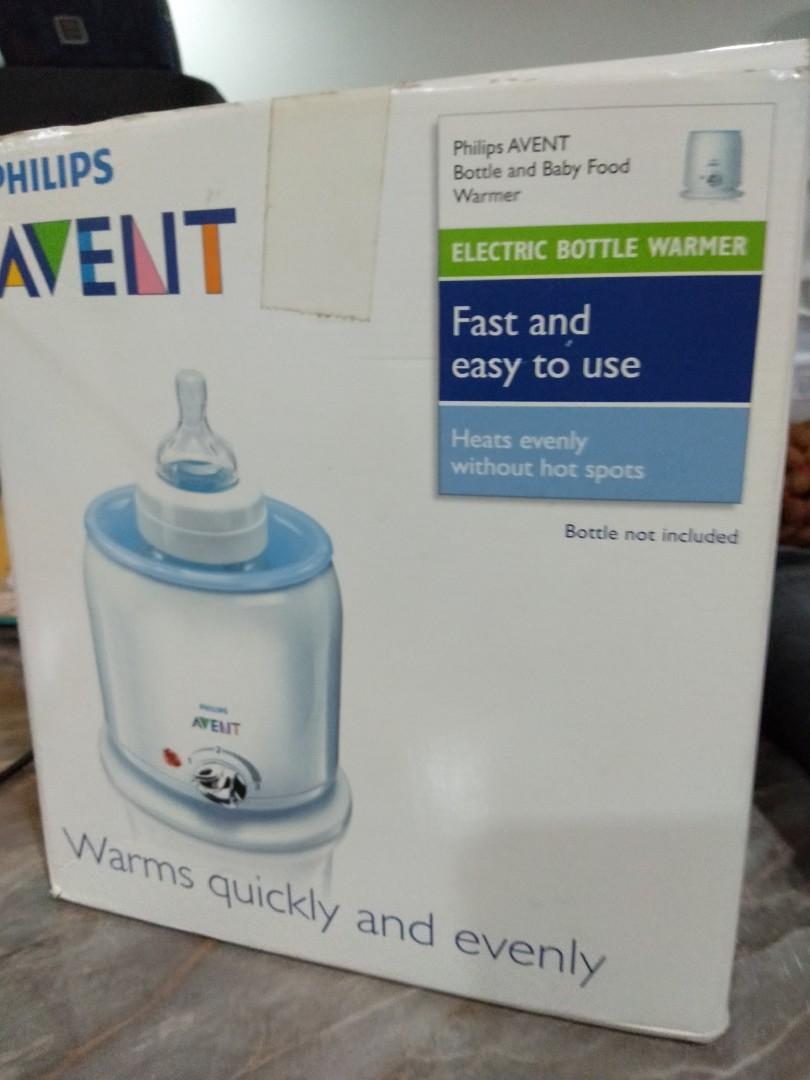 PHILIPS
AVENT
Philips AVENT
Bottle and Baby Food
Warmer
ELECTRIC BOTTLE WARMER
Fast and
easy to use
Heats evenly
without hot spots
Bottle not included
PHILIPS
AVENT
2
Warms quickly and evenly